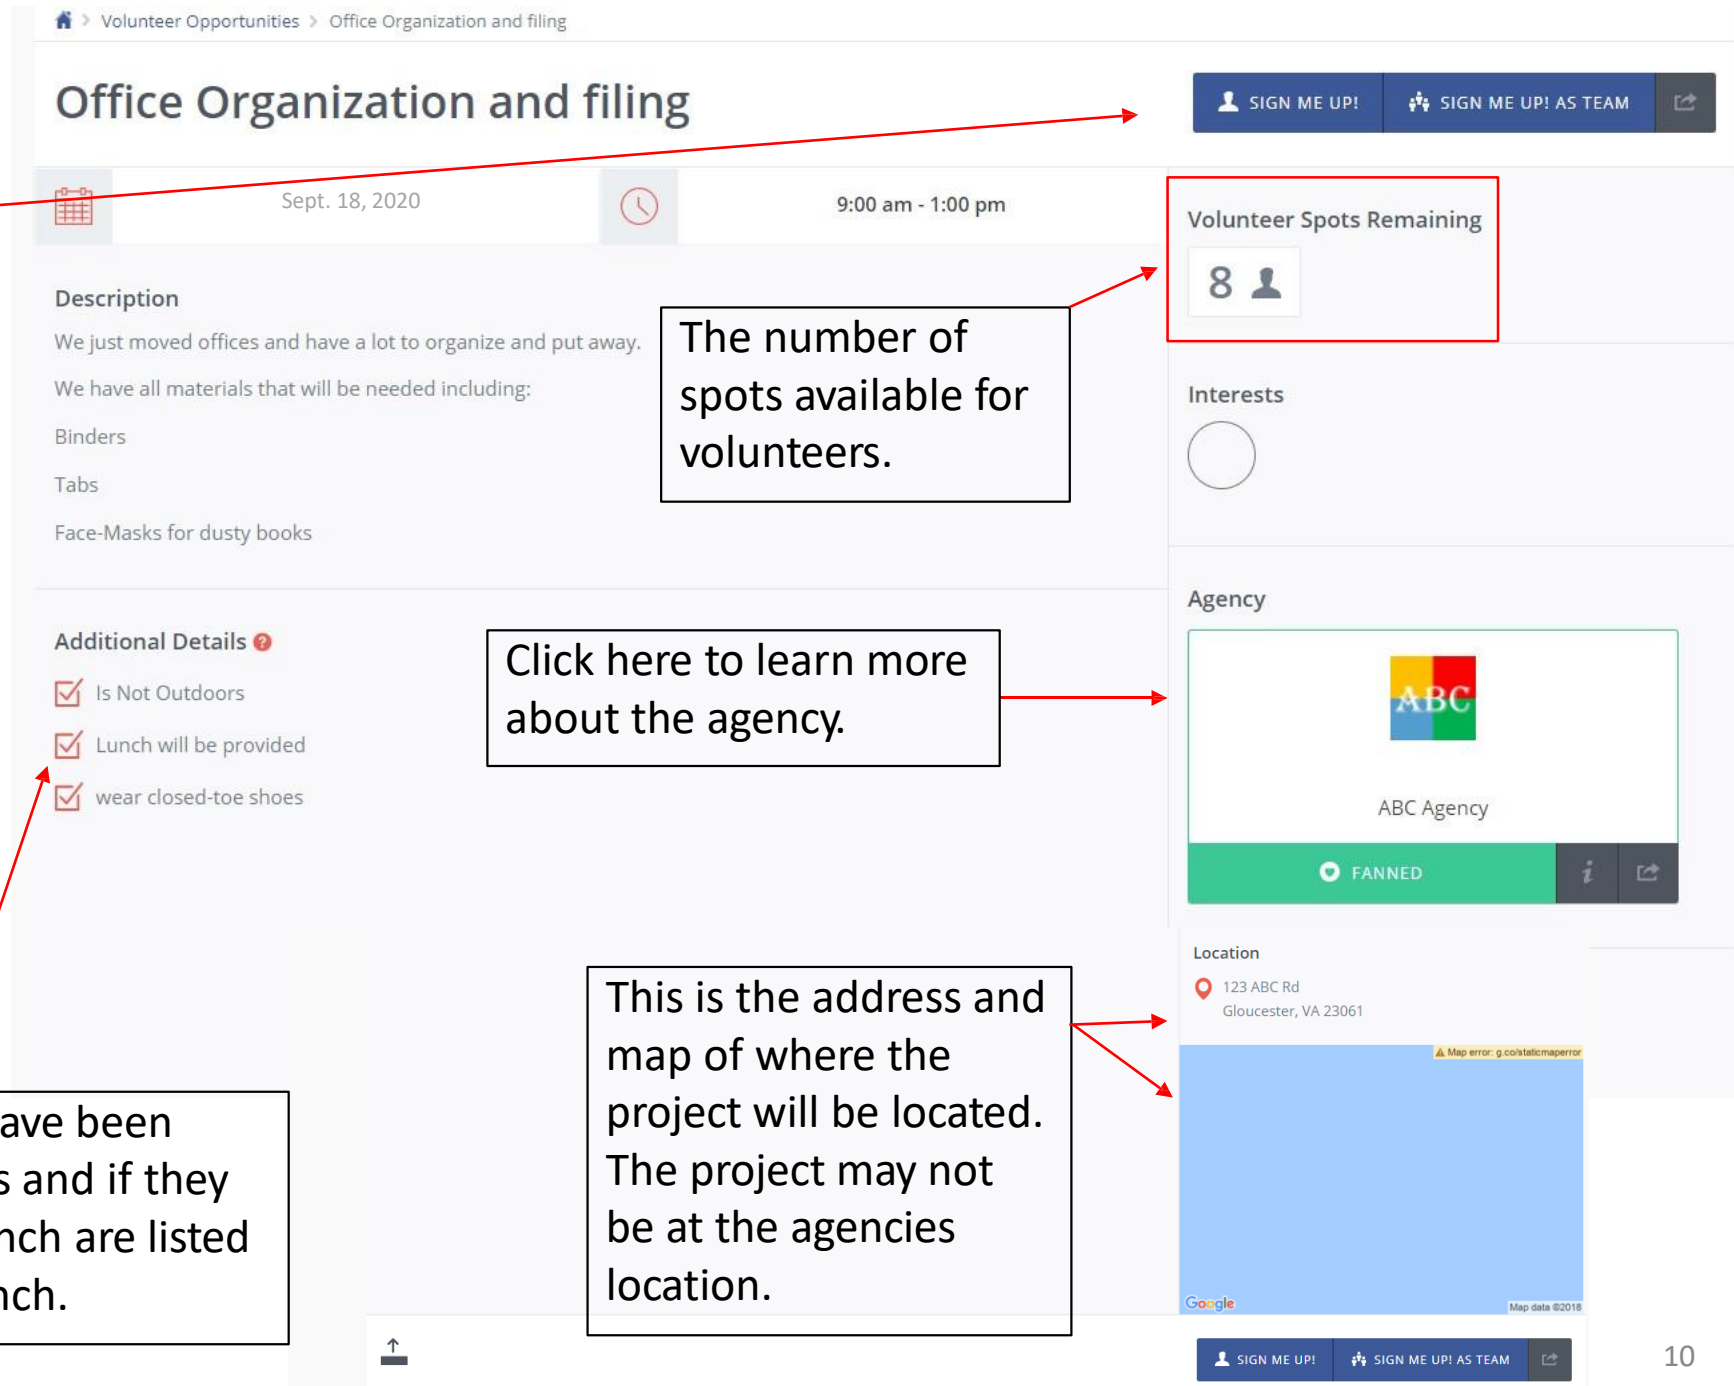 Volunteer Opportunities > Office Organization and filing
Office Organization and filing
SIGN ME UP!
SIGN ME UP! AS TEAM
Sept. 18, 2020
9:00 am - 1:00 pm
Volunteer Spots Remaining
8
Description
We just moved offices and have a lot to organize and put away.
We have all materials that will be needed including:
Binders
Tabs
Face-Masks for dusty books
The number of
spots available for
volunteers.
Interests
Additional Details ?
Is Not Outdoors
Lunch will be provided
wear closed-toe shoes
Click here to learn more
about the agency.
Agency
ABC
ABC Agency
FANNED
i
Location
123 ABC Rd
Gloucester, VA 23061
Map error: g.co/staticmaperror
Google
Map data ©2018
This is the address and
map of where the
project will be located.
The project may not
be at the agencies
location.
ave been
s and if they
nch are listed
nch.
SIGN ME UP!
SIGN ME UP! AS TEAM
10